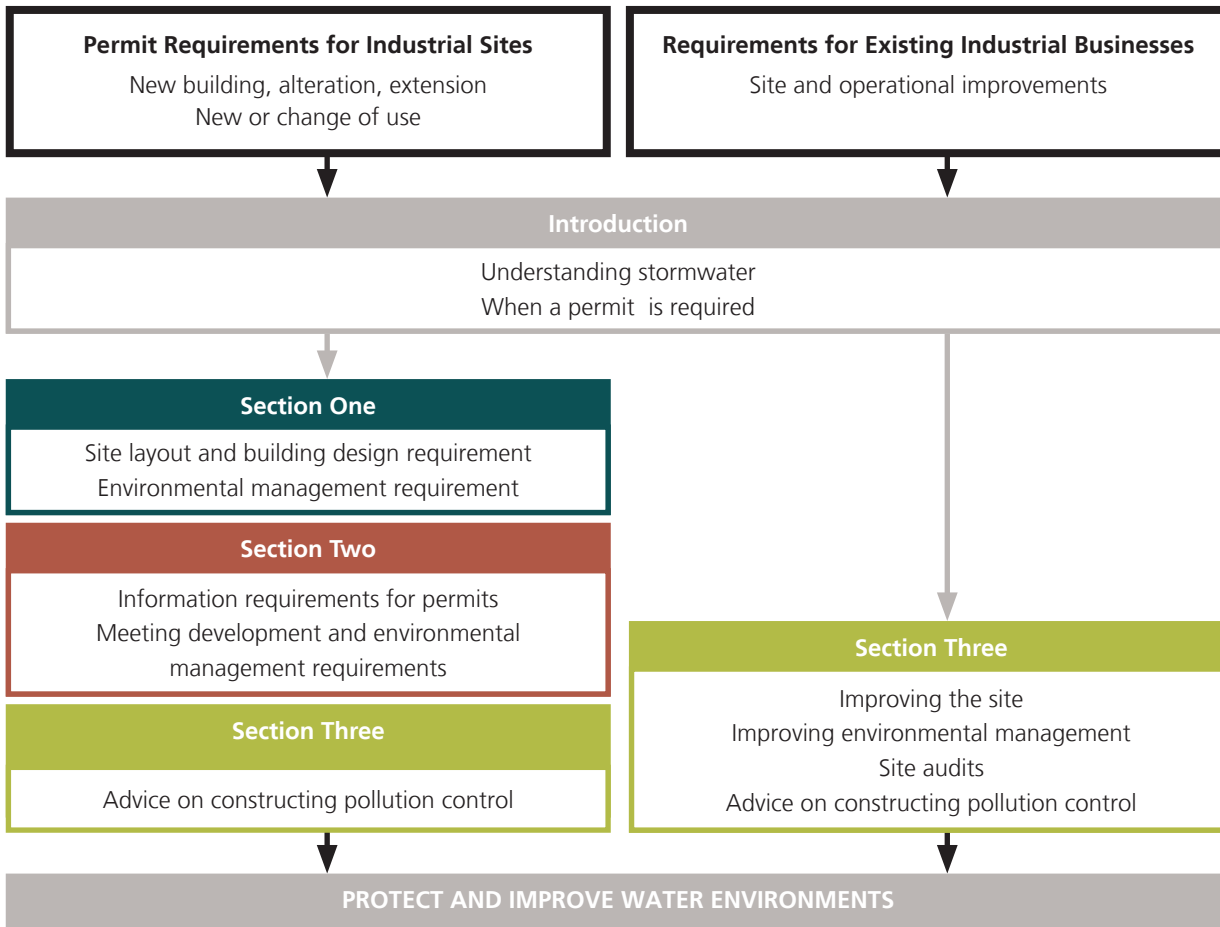 Permit Requirements for Industrial Sites
New building, alteration, extension
New or change of use
Requirements for Existing Industrial Businesses
Site and operational improvements
Introduction
Understanding stormwater
When a permit is required
Section One
Site layout and building design requirement
Environmental management requirement
Section Two
Information requirements for permits
Meeting development and environmental
management requirements
Section Three
Advice on constructing pollution control
Section Three
Improving the site
Improving environmental management
Site audits
Advice on constructing pollution control
PROTECT AND IMPROVE WATER ENVIRONMENTS